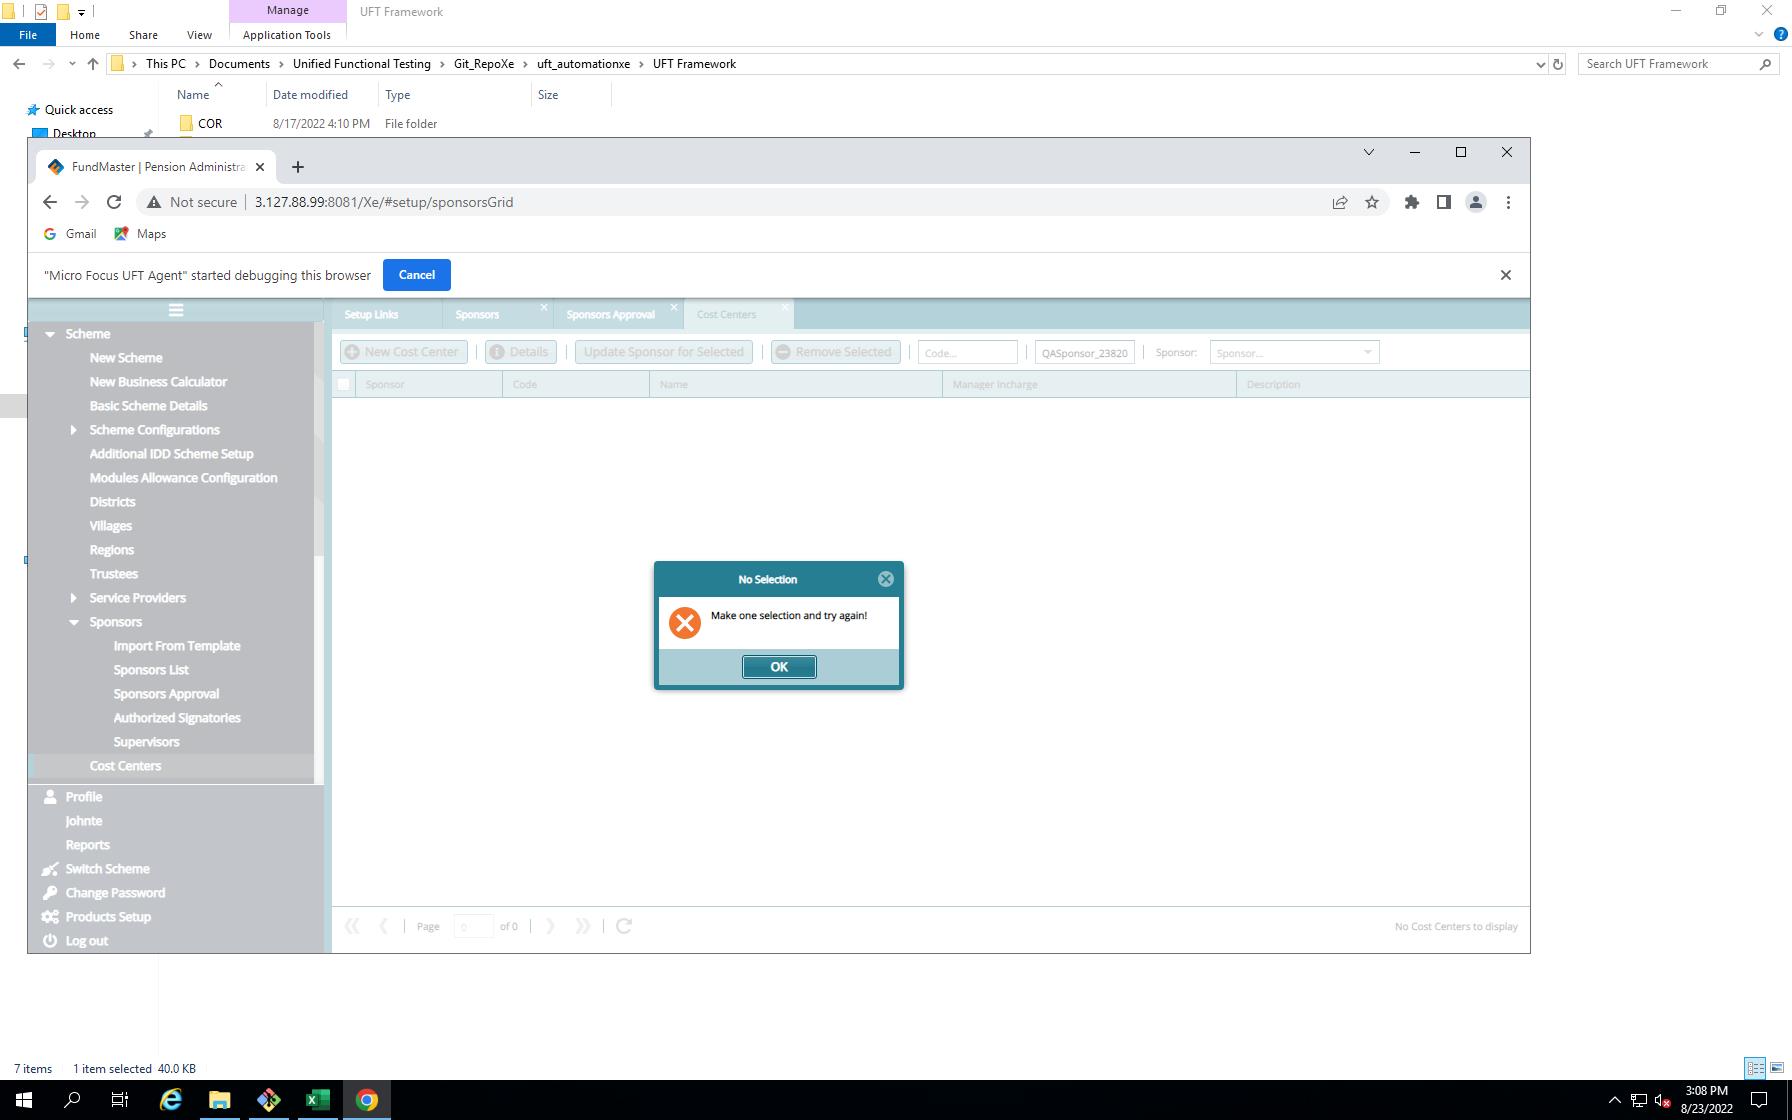 Manage
UFT Framework
File
Home
Share
View
Application Tools
This PC
Documents
Unified Functional Testing
Git_RepoXe
uft_automationxe
UFT Framework
Search UFT Framework
Name
Date modified
Type
Size
Quick access
COR
8/17/2022 4:10 PM
File folder
Desktop
FundMaster | Pension Administra
Not secure
3.127.88.99:8081/Xe/#setup/sponsorsGrid
Gmail
Maps
"Micro Focus UFT Agent" started debugging this browser
Cancel
Setup Links
Sponsors
Sponsors Approval
Cost Centers
New Cost Center
Details
Update Sponsor for Selected
Remove Selected
Code...
QASponsor_23820
Sponsor:
Sponsor...
Sponsor
Code
Name
Manager Incharge
Description
Scheme
New Scheme
New Business Calculator
Basic Scheme Details
Scheme Configurations
Additional IDD Scheme Setup
Modules Allowance Configuration
Districts
Villages
Regions
Trustees
Service Providers
Sponsors
Import From Template
Sponsors List
Sponsors Approval
Authorized Signatories
Supervisors
Cost Centers
Profile
Johnte
Reports
Switch Scheme
Change Password
Products Setup
Log out
No Selection
Make one selection and try again!
OK
Page
0
of 0
No Cost Centers to display
7 items
1 item selected 40.0 KB
3:08 PM
8/23/2022